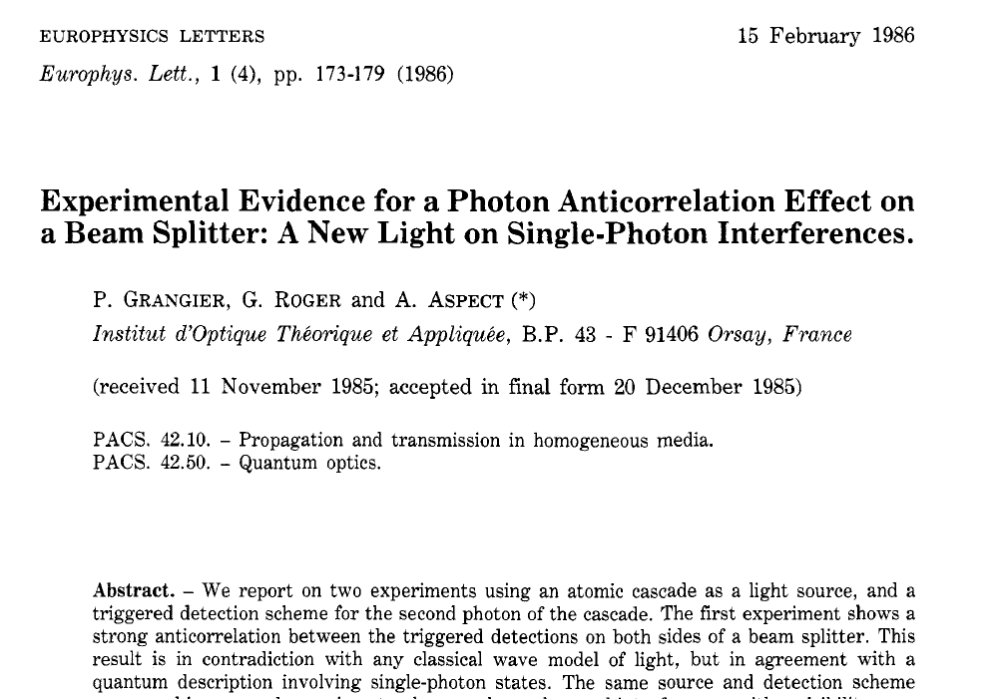 EUROPHYSICS LETTERS
15 February 1986
Europhys. Lett., 1 (4), pp. 173-179 (1986)
Experimental Evidence for a Photon Anticorrelation Effect on
a Beam Splitter: A New Light on Single-Photon Interferences.
P. GRANGIER, G. ROGER and A. ASPECT (*)
Institut d'Optique Théorique et Appliquée, B.P. 43 - F 91406 Orsay, France
(received 11 November 1985; accepted in final form 20 December 1985)
PACS. 42.10. – Propagation and transmission in homogeneous media.
PACS. 42.50. – Quantum optics.
Abstract. – We report on two experiments using an atomic cascade as a light source, and a
triggered detection scheme for the second photon of the cascade. The first experiment shows a
strong anticorrelation between the triggered detections on both sides of a beam splitter. This
result is in contradiction with any classical wave model of light, but in agreement with a
quantum description involving single-photon states. The same source and detection scheme